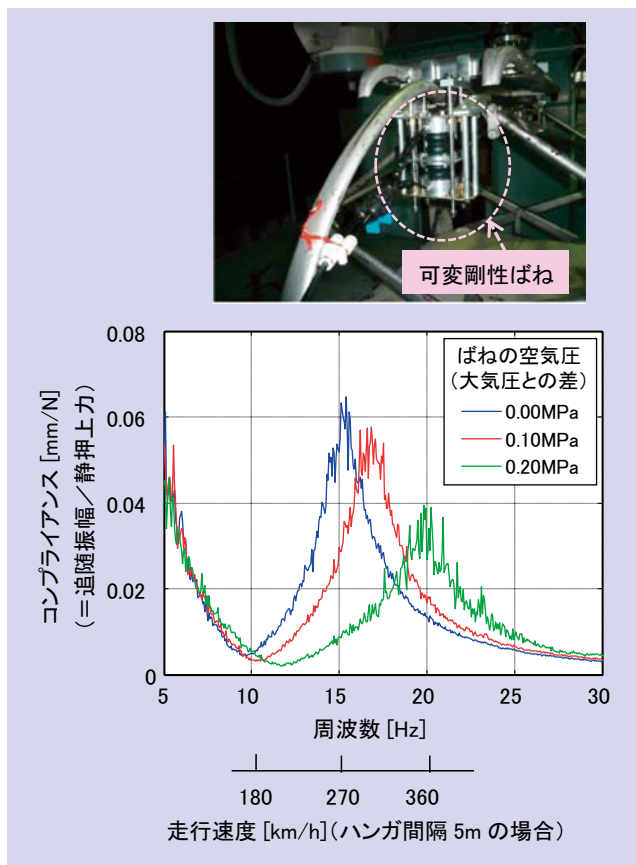 可変剛性ばね
0.08
0.06
0.04
0.02
0
コンプライアンス [mm/N]
(＝追随振幅／静押上力)
ばねの空気圧
(大気圧との差)
0.00MPa
0.10MPa
0.20MPa
5 10 15 20 25 30
周波数 [Hz]
180 270 360
走行速度 [km/h](ハンガ間隔 5m の場合)